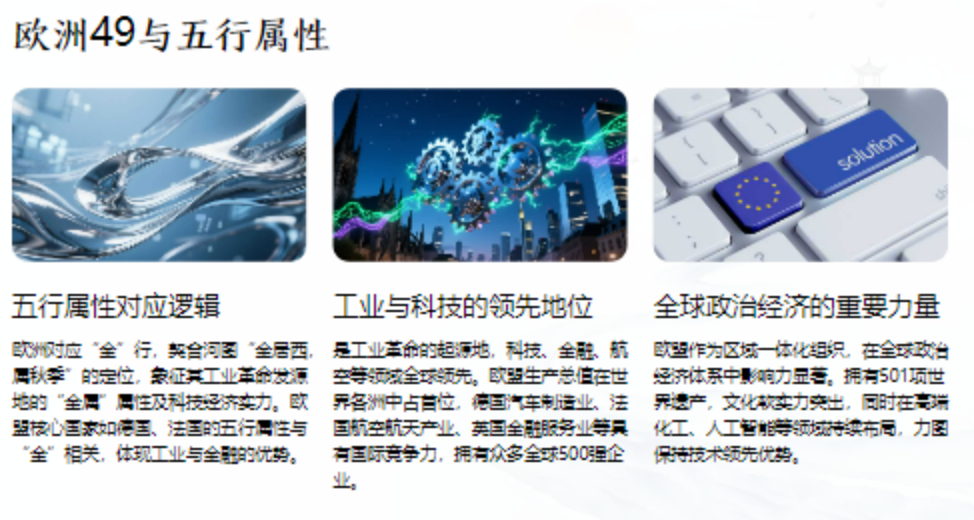 欧洲49与五行属性
solution
五行属性对应逻辑
欧洲对应“金”行，契合河图“金居西，
属秋季”的定位，象征其工业革命发源
地的“金属”属性及科技经济实力。欧
盟核心国家如德国、法国的五行属性与
“金”相关，体现工业与金融的优势。
工业与科技的领先地位
是工业革命的起源地，科技、金融、航
空等领域全球领先。欧盟生产总值在世
界各洲中占首位，德国汽车制造业、法
国航空航天产业、英国金融服务业等具
有国际竞争力，拥有众多全球500强企
业。
全球政治经济的重要力量
欧盟作为区域一体化组织，在全球政治
经济体系中影响力显著。拥有501项世
界遗产，文化软实力突出，同时在高端
化工、人工智能等领域持续布局，力图
保持技术领先优势。